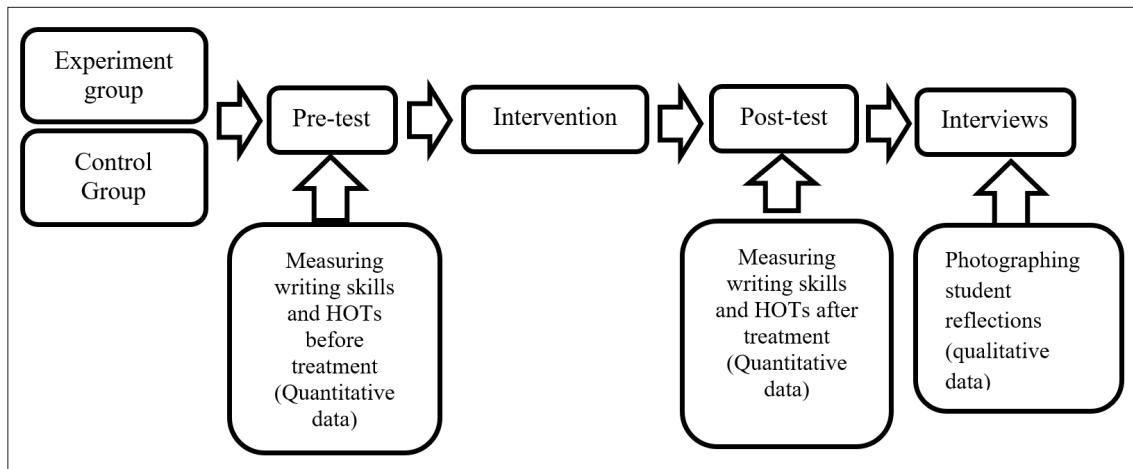 Experiment
group
Control
Group
Pre-test
Intervention
Post-test
Interviews
Measuring
writing skills
and HOTs
before
treatment
(Quantitative
data)
Measuring
writing skills
and HOTs after
treatment
(Quantitative
data)
Photographing
student
reflections
(qualitative
data)